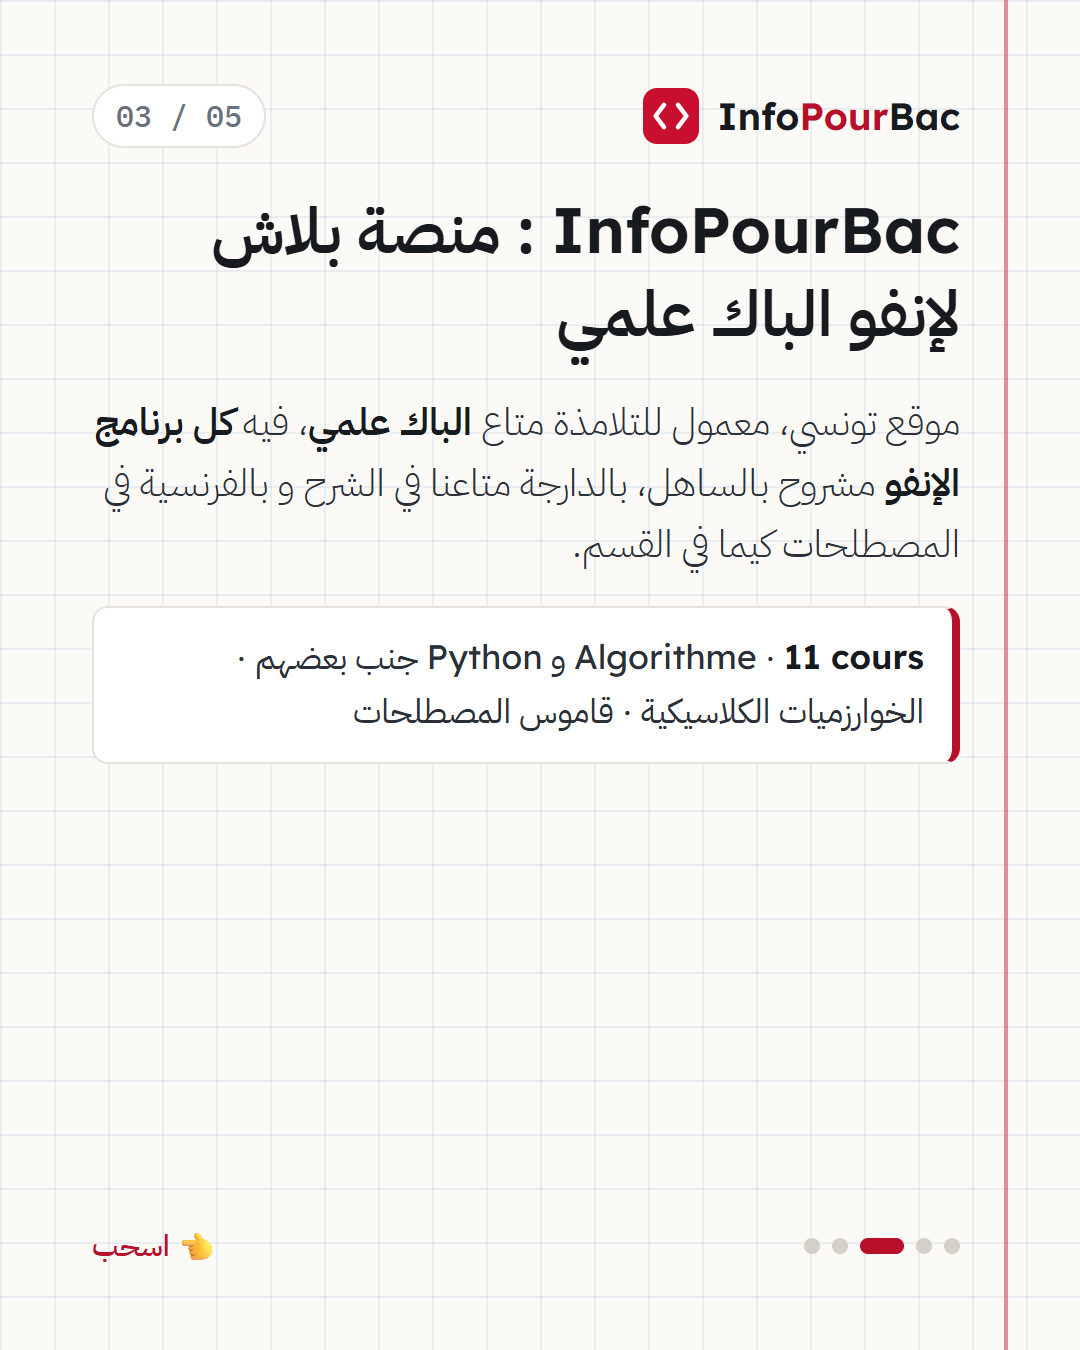 InfoPourBac
03 / 05
InfoPourBac : منصة بلاش
لإنفو الباك علمي
موقع تونسي، معمول للتلامذة متاع الباك علمي، فيه كل برنامج
الإنفو مشروح بالساهل، بالدارجة متاعنا في الشرح و بالفرنسية في
المصطلحات كيما في القسم.
11 cours · Algorithme و Python جنب بعضهم ·
الخوارزميات الكلاسيكية · قاموس المصطلحات
اسحب